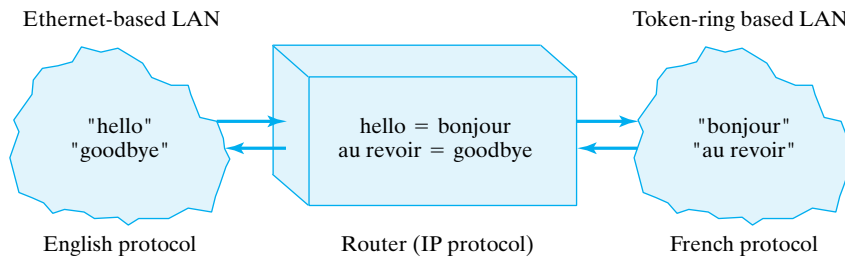 Ethernet-based LAN
Token-ring based LAN
"hello"
"goodbye"
hello = bonjour
au revoir = goodbye
"bonjour"
"au revoir"
English protocol
Router (IP protocol)
French protocol